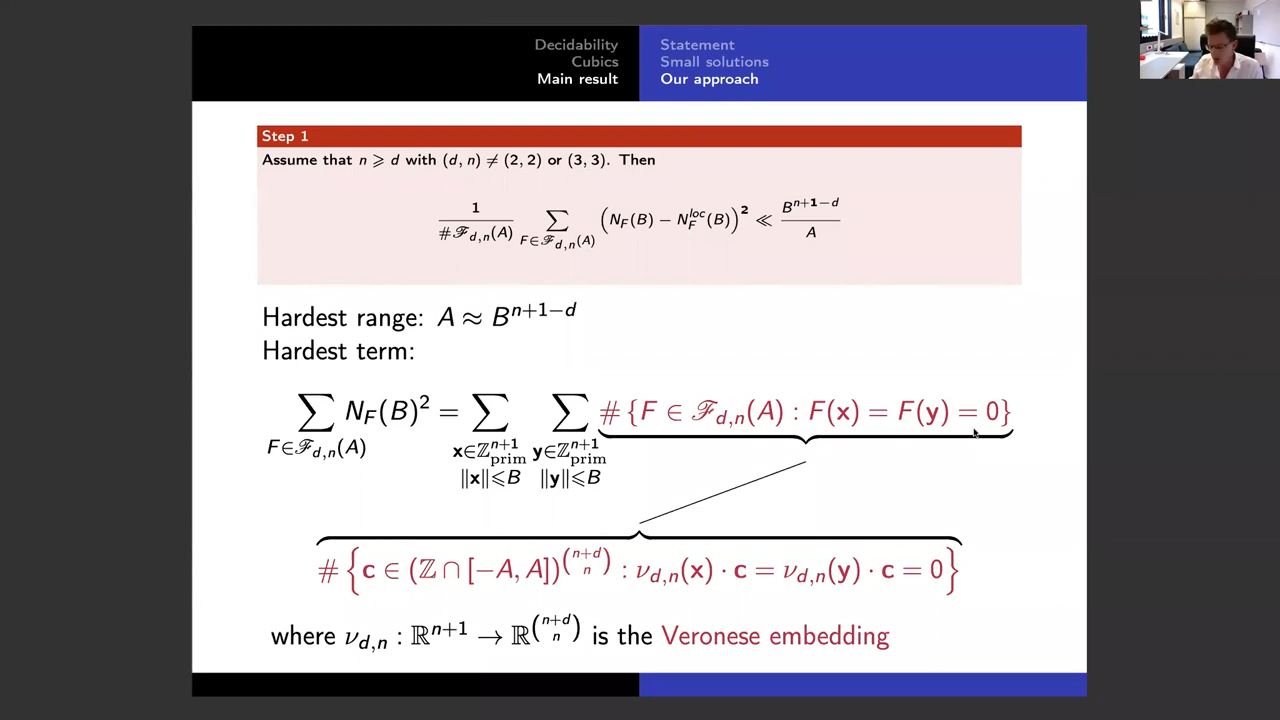 Decidability
Cubics
Main result
Statement
Small solutions
Our approach
Step 1
Assume that n ⩾ d with (d, n) ≠ (2, 2) or (3, 3). Then
1/#ℱ_{d,n}(A) ∑_{F∈ℱ_{d,n}(A)} (N_F(B) − N_F^{loc}(B))^2 ≪ B^{n+1−d}/A
Hardest range: A ≈ B^{n+1−d}
Hardest term:
∑_{F∈ℱ_{d,n}(A)} N_F(B)^2 = ∑_{x∈ℤ^{n+1}_{prim}, ‖x‖⩽B} ∑_{y∈ℤ^{n+1}_{prim}, ‖y‖⩽B} # {F ∈ ℱ_{d,n}(A) : F(x) = F(y) = 0}
# {c ∈ (ℤ ∩ [−A, A])^{\binom{n+d}{n}} : ν_{d,n}(x) · c = ν_{d,n}(y) · c = 0}
where ν_{d,n} : ℝ^{n+1} → ℝ^{\binom{n+d}{n}} is the Veronese embedding